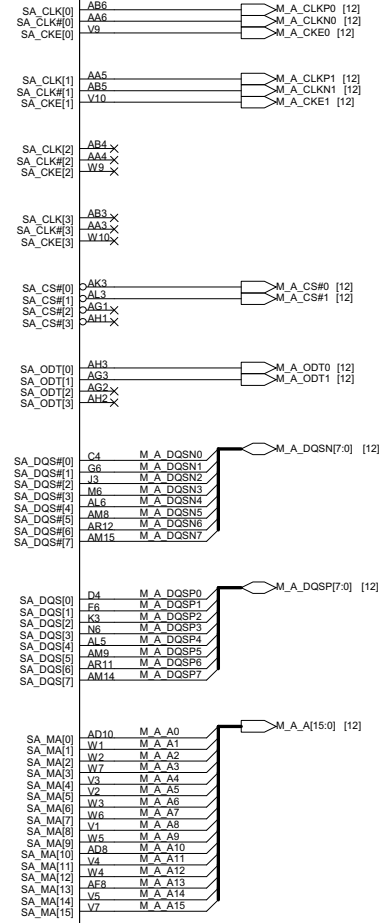 SA_CLK[0] AB6 M_A_CLKP0 [12]
SA_CLK#[0] AA6 M_A_CLKN0 [12]
SA_CKE[0] V9 M_A_CKE0 [12]
SA_CLK[1] AA5 M_A_CLKP1 [12]
SA_CLK#[1] AB5 M_A_CLKN1 [12]
SA_CKE[1] V10 M_A_CKE1 [12]
SA_CLK[2] AB4
SA_CLK#[2] AA4
SA_CKE[2] W9
SA_CLK[3] AB3
SA_CLK#[3] AA3
SA_CKE[3] W10
SA_CS#[0] AK3 M_A_CS#0 [12]
SA_CS#[1] AL3 M_A_CS#1 [12]
SA_CS#[2] AG1
SA_CS#[3] AH1
SA_ODT[0] AH3 M_A_ODT0 [12]
SA_ODT[1] AG3 M_A_ODT1 [12]
SA_ODT[2] AG2
SA_ODT[3] AH2
M_A_DQSN[7:0] [12]
SA_DQS#[0] C4 M_A_DQSN0
SA_DQS#[1] G6 M_A_DQSN1
SA_DQS#[2] J3 M_A_DQSN2
SA_DQS#[3] M6 M_A_DQSN3
SA_DQS#[4] AL6 M_A_DQSN4
SA_DQS#[5] AM8 M_A_DQSN5
SA_DQS#[6] AR12 M_A_DQSN6
SA_DQS#[7] AM15 M_A_DQSN7
M_A_DQSP[7:0] [12]
SA_DQS[0] D4 M_A_DQSP0
SA_DQS[1] F6 M_A_DQSP1
SA_DQS[2] K3 M_A_DQSP2
SA_DQS[3] N6 M_A_DQSP3
SA_DQS[4] AL5 M_A_DQSP4
SA_DQS[5] AM9 M_A_DQSP5
SA_DQS[6] AR11 M_A_DQSP6
SA_DQS[7] AM14 M_A_DQSP7
M_A_A[15:0] [12]
SA_MA[0] AD10 M_A_A0
SA_MA[1] W1 M_A_A1
SA_MA[2] W2 M_A_A2
SA_MA[3] W7 M_A_A3
SA_MA[4] V3 M_A_A4
SA_MA[5] V2 M_A_A5
SA_MA[6] W3 M_A_A6
SA_MA[7] W6 M_A_A7
SA_MA[8] V1 M_A_A8
SA_MA[9] W5 M_A_A9
SA_MA[10] AD8 M_A_A10
SA_MA[11] V4 M_A_A11
SA_MA[12] W4 M_A_A12
SA_MA[13] AF8 M_A_A13
SA_MA[14] V5 M_A_A14
SA_MA[15] V7 M_A_A15